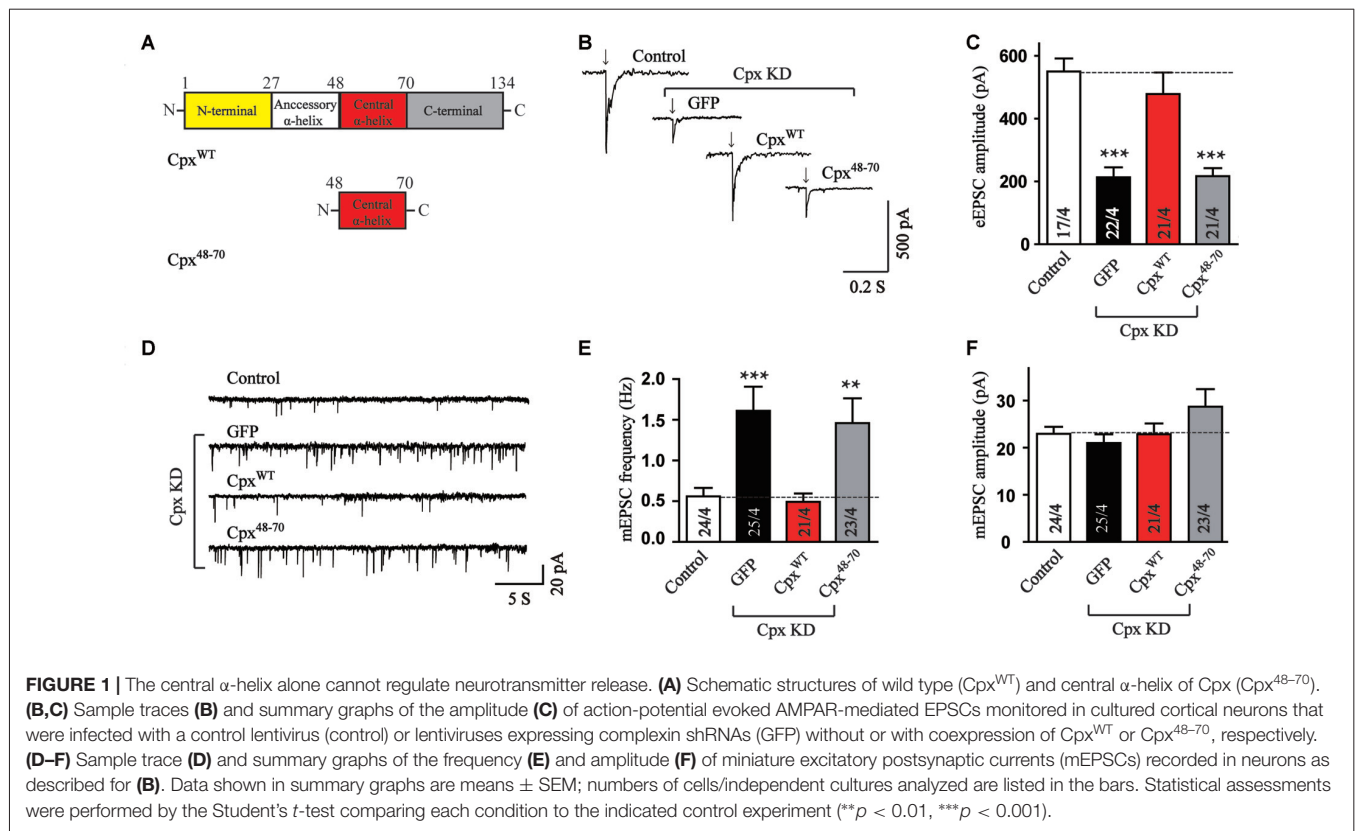 A
1 27 48 70 134
N N-terminal Anccessory α-helix Central α-helix C-terminal C
Cpx^WT
48 70
N Central α-helix C
Cpx^48-70
B
Control
Cpx KD
GFP
Cpx^WT
Cpx^48-70
500 pA
0.2 S
C
eEPSC amplitude (pA)
600
400
200
0
*** ***
17/4 22/4 21/4 21/4
Control GFP Cpx^WT Cpx^48-70
Cpx KD
D
Control
GFP
Cpx^WT
Cpx^48-70
Cpx KD
20 pA
5 S
E
mEPSC frequency (Hz)
2.0
1.5
1.0
0.5
0.0
*** **
24/4 25/4 21/4 23/4
Control GFP Cpx^WT Cpx^48-70
Cpx KD
F
mEPSC amplitude (pA)
30
20
10
0
24/4 25/4 21/4 23/4
Control GFP Cpx^WT Cpx^48-70
Cpx KD
FIGURE 1 | The central α-helix alone cannot regulate neurotransmitter release. (A) Schematic structures of wild type (Cpx^WT) and central α-helix of Cpx (Cpx^48–70).
(B,C) Sample traces (B) and summary graphs of the amplitude (C) of action-potential evoked AMPAR-mediated EPSCs monitored in cultured cortical neurons that
were infected with a control lentivirus (control) or lentiviruses expressing complexin shRNAs (GFP) without or with coexpression of Cpx^WT or Cpx^48–70, respectively.
(D–F) Sample trace (D) and summary graphs of the frequency (E) and amplitude (F) of miniature excitatory postsynaptic currents (mEPSCs) recorded in neurons as
described for (B). Data shown in summary graphs are means ± SEM; numbers of cells/independent cultures analyzed are listed in the bars. Statistical assessments
were performed by the Student's t-test comparing each condition to the indicated control experiment (**p < 0.01, ***p < 0.001).